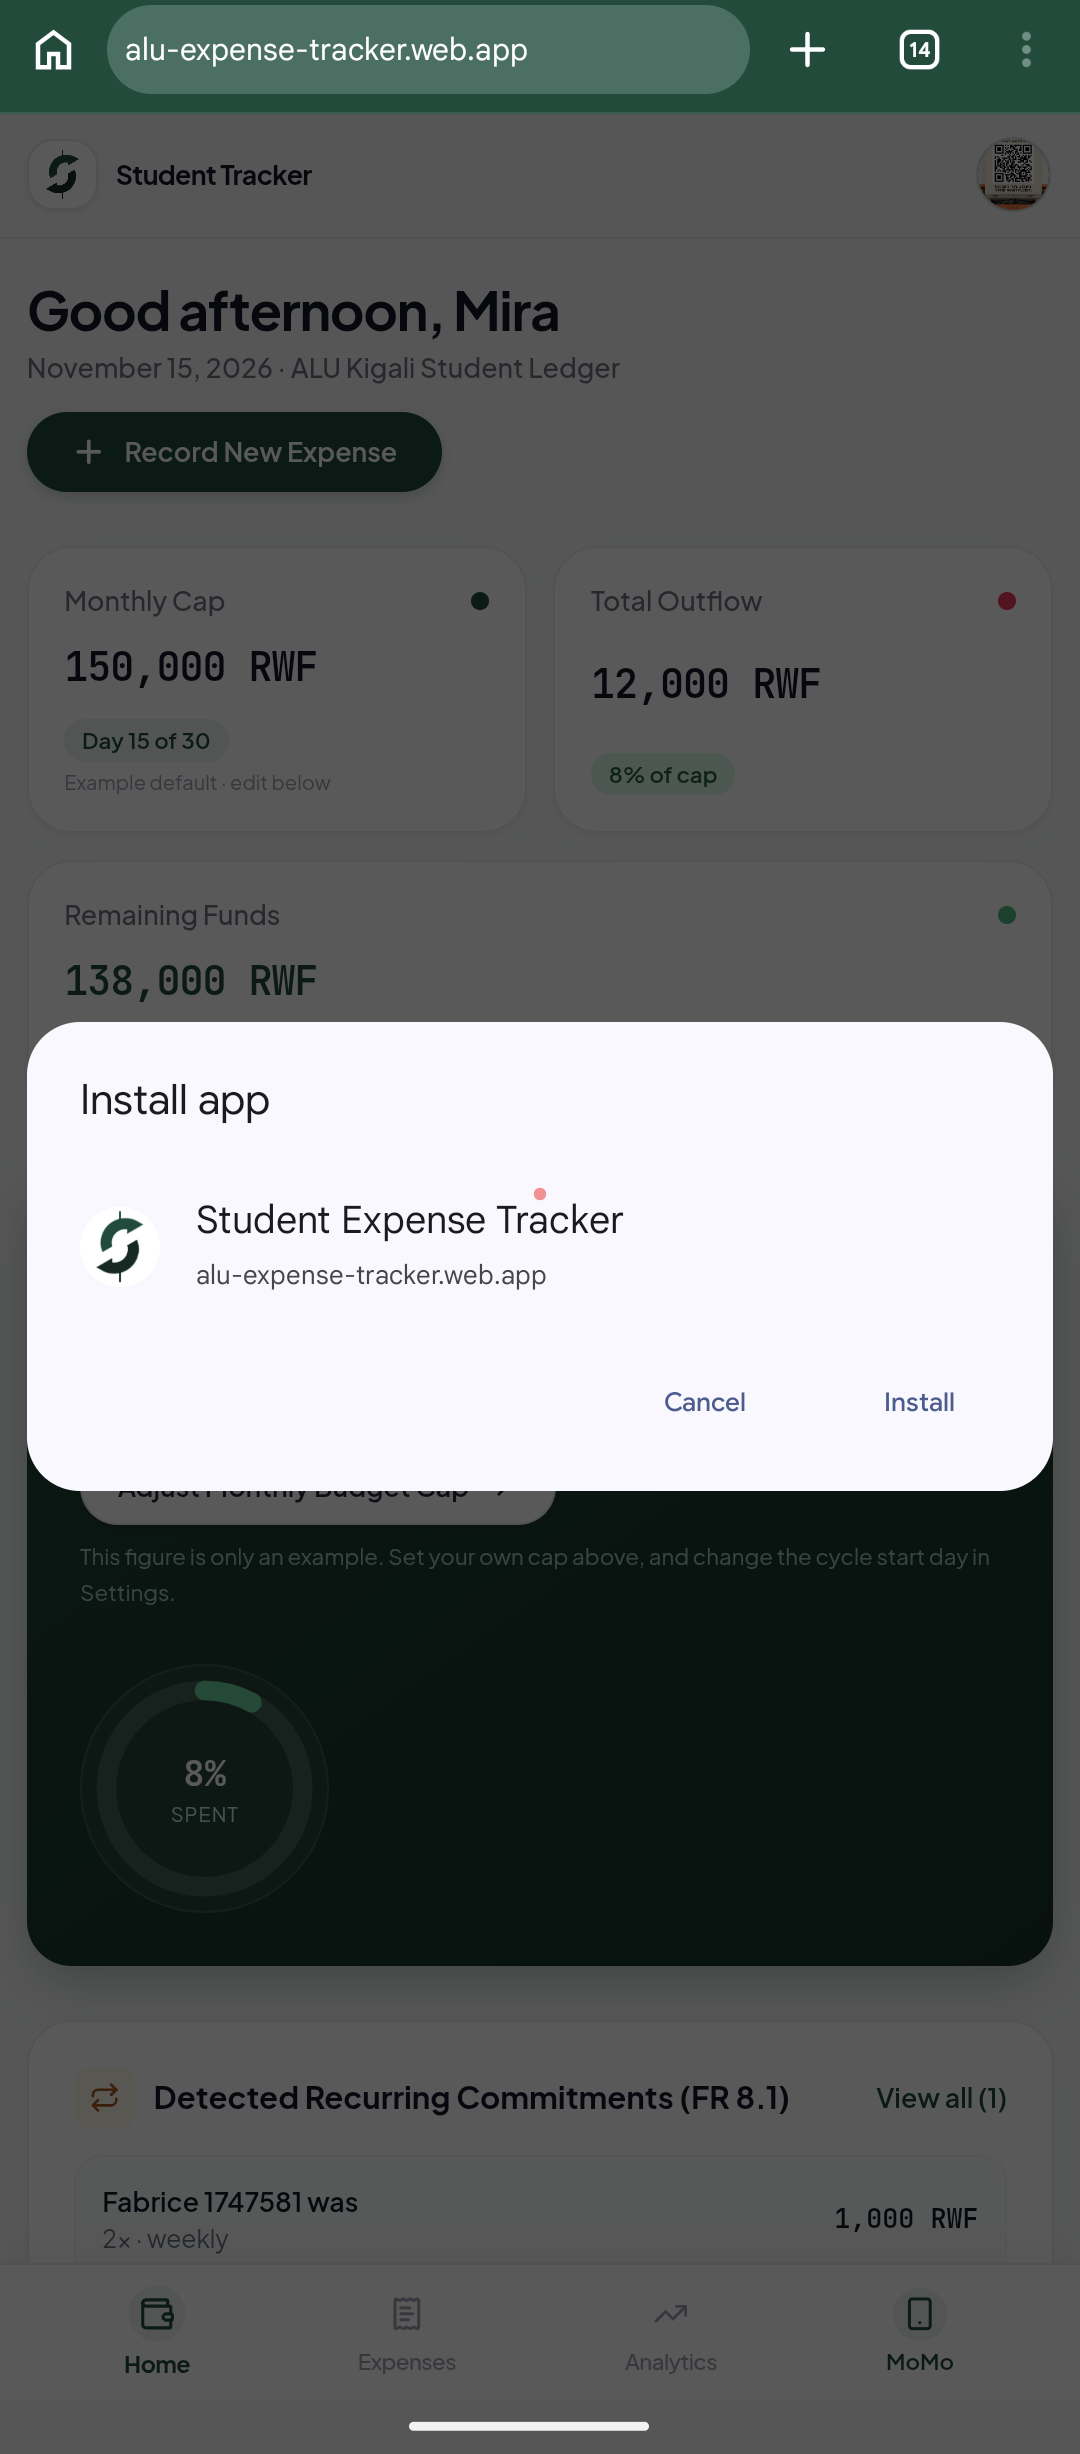 alu-expense-tracker.web.app
14
Student Tracker
Good afternoon, Mira
November 15, 2026 · ALU Kigali Student Ledger
+ Record New Expense
Monthly Cap
150,000 RWF
Day 15 of 30
Example default · edit below
Total Outflow
12,000 RWF
8% of cap
Remaining Funds
138,000 RWF
Install app
Student Expense Tracker
alu-expense-tracker.web.app
Cancel
Install
Adjust Monthly Budget Cap
This figure is only an example. Set your own cap above, and change the cycle start day in
Settings.
8%
SPENT
Detected Recurring Commitments (FR 8.1)
View all (1)
Fabrice 1747581 was
2× · weekly
1,000 RWF
Home
Expenses
Analytics
MoMo